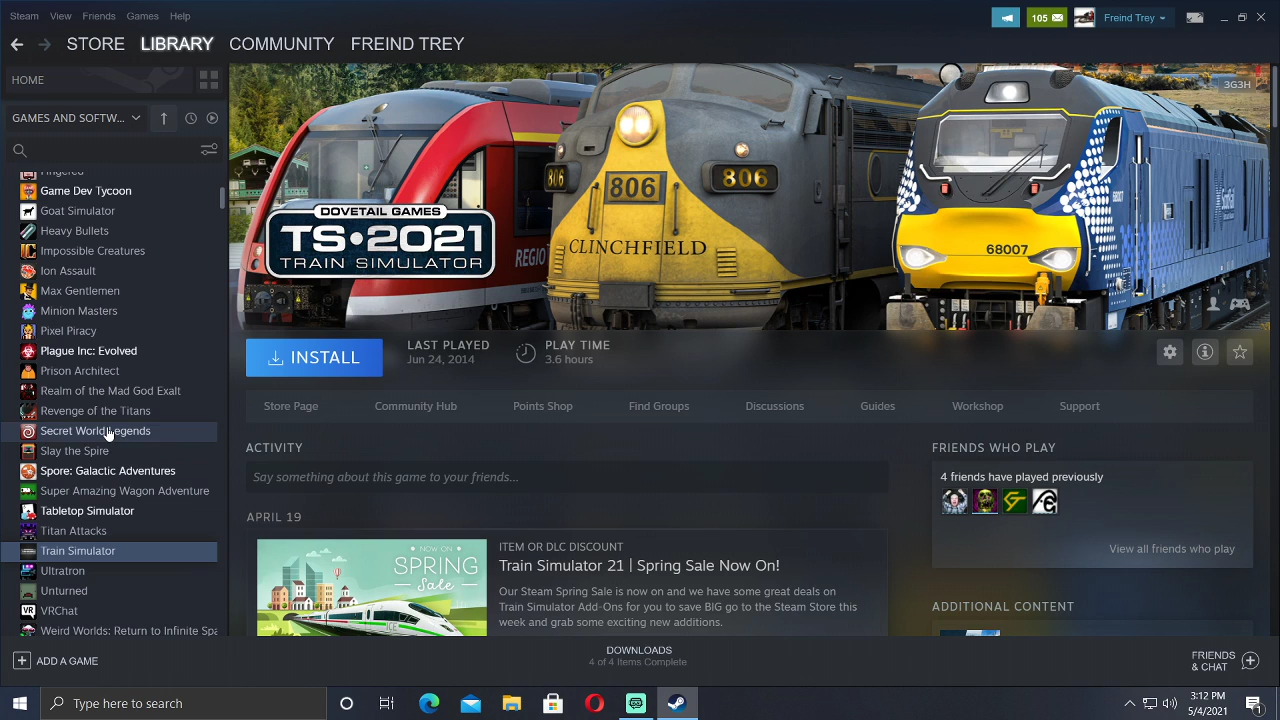 Steam View Friends Games Help
105 Freind Trey
STORE LIBRARY COMMUNITY FREIND TREY
HOME
GAMES AND SOFTW...
Game Dev Tycoon
Goat Simulator
Heavy Bullets
Impossible Creatures
Ion Assault
Max Gentlemen
Minion Masters
Pixel Piracy
Plague Inc: Evolved
Prison Architect
Realm of the Mad God Exalt
Revenge of the Titans
Secret World Legends
Slay the Spire
Spore: Galactic Adventures
Super Amazing Wagon Adventure
Tabletop Simulator
Titan Attacks
Train Simulator
Ultratron
Unturned
VR VRChat
Weird Worlds: Return to Infinite Spa
ADD A GAME
3G3H
DOVETAIL GAMES
TS•2021
TRAIN SIMULATOR
REGIO
806 806 806
CLINCHFIELD
68007
68007
ScotRail
INSTALL
LAST PLAYED
Jun 24, 2014
PLAY TIME
3.6 hours
Store Page Community Hub Points Shop Find Groups Discussions Guides Workshop Support
ACTIVITY
Say something about this game to your friends...
APRIL 19
NOW ON
SPRING
Sale
ICE
ITEM OR DLC DISCOUNT
Train Simulator 21 | Spring Sale Now On!
Our Steam Spring Sale is now on and we have some great deals on
Train Simulator Add-Ons for you to save BIG go to the Steam Store this
week and grab some exciting new additions.
FRIENDS WHO PLAY
4 friends have played previously
View all friends who play
ADDITIONAL CONTENT
DOWNLOADS
4 of 4 Items Complete
FRIENDS
& CHAT
Type here to search
3:12 PM
5/4/2021
1